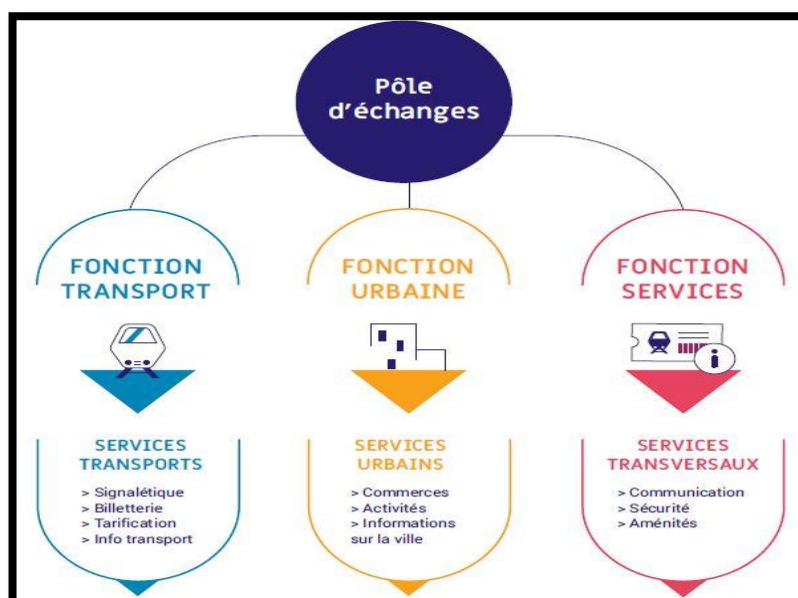 Pôle
d'échanges
FONCTION
TRANSPORT
FONCTION
URBAINE
FONCTION
SERVICES
i
SERVICES
TRANSPORTS
> Signalétique
> Billetterie
> Tarification
> Info transport
SERVICES
URBAINS
> Commerces
> Activités
> Informations
sur la ville
SERVICES
TRANSVERSAUX
> Communication
> Sécurité
> Aménités